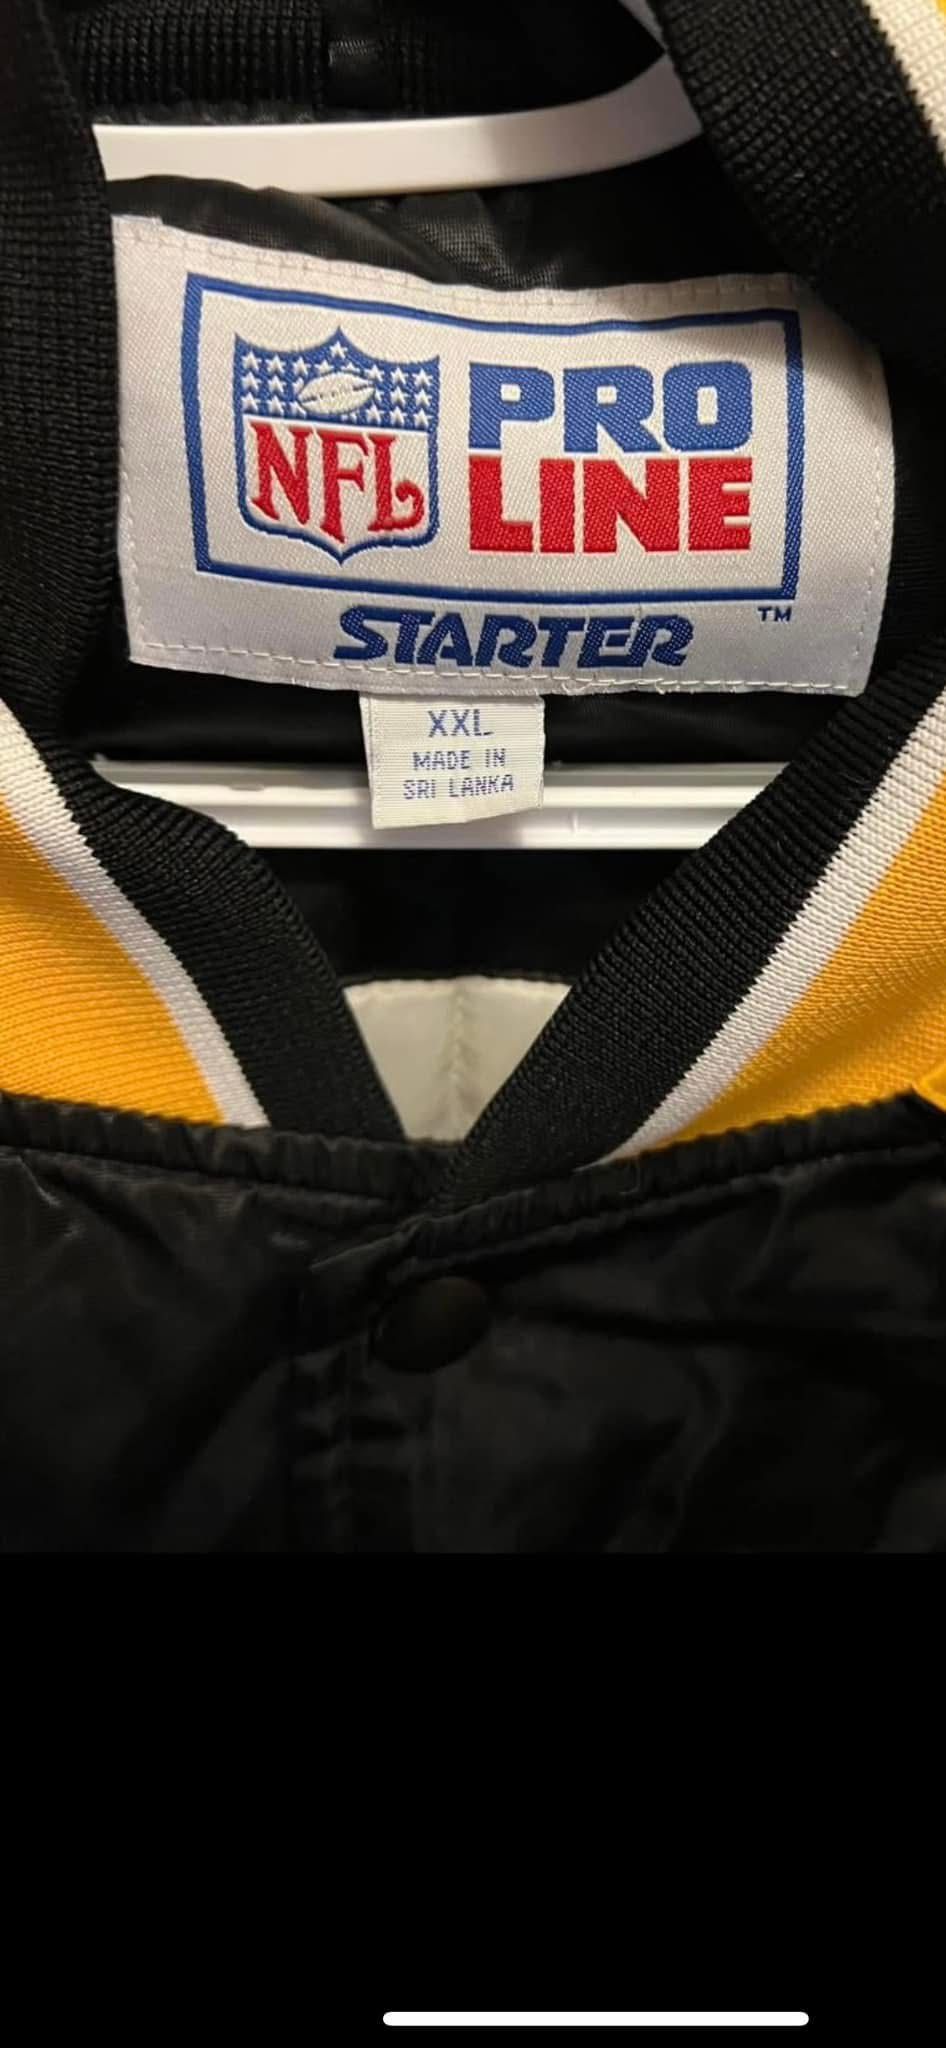 NFL
PRO
LINE
STARTER
TM
XXL
MADE IN
SRI LANKA